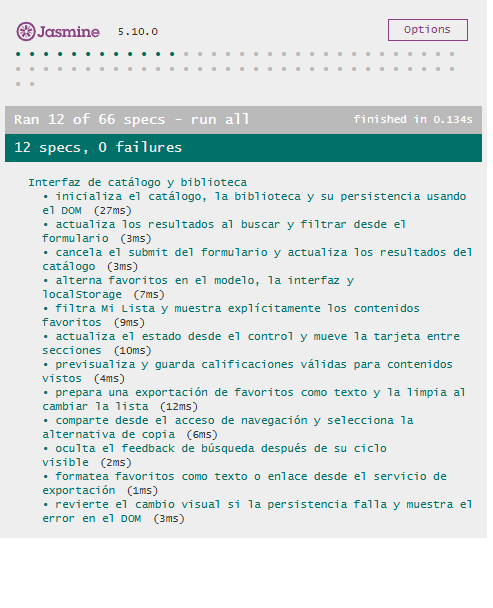 Jasmine 5.10.0 Options
Ran 12 of 66 specs - run all finished in 0.134s
12 specs, 0 failures
Interfaz de catálogo y biblioteca
• inicializa el catálogo, la biblioteca y su persistencia usando
el DOM (27ms)
• actualiza los resultados al buscar y filtrar desde el
formulario (3ms)
• cancela el submit del formulario y actualiza los resultados del
catálogo (3ms)
• alterna favoritos en el modelo, la interfaz y
localStorage (7ms)
• filtra Mi Lista y muestra explícitamente los contenidos
favoritos (9ms)
• actualiza el estado desde el control y mueve la tarjeta entre
secciones (10ms)
• previsualiza y guarda calificaciones válidas para contenidos
vistos (4ms)
• prepara una exportación de favoritos como texto y la limpia al
cambiar la lista (12ms)
• comparte desde el acceso de navegación y selecciona la
alternativa de copia (6ms)
• oculta el feedback de búsqueda después de su ciclo
visible (2ms)
• formatea favoritos como texto o enlace desde el servicio de
exportación (1ms)
• revierte el cambio visual si la persistencia falla y muestra el
error en el DOM (3ms)